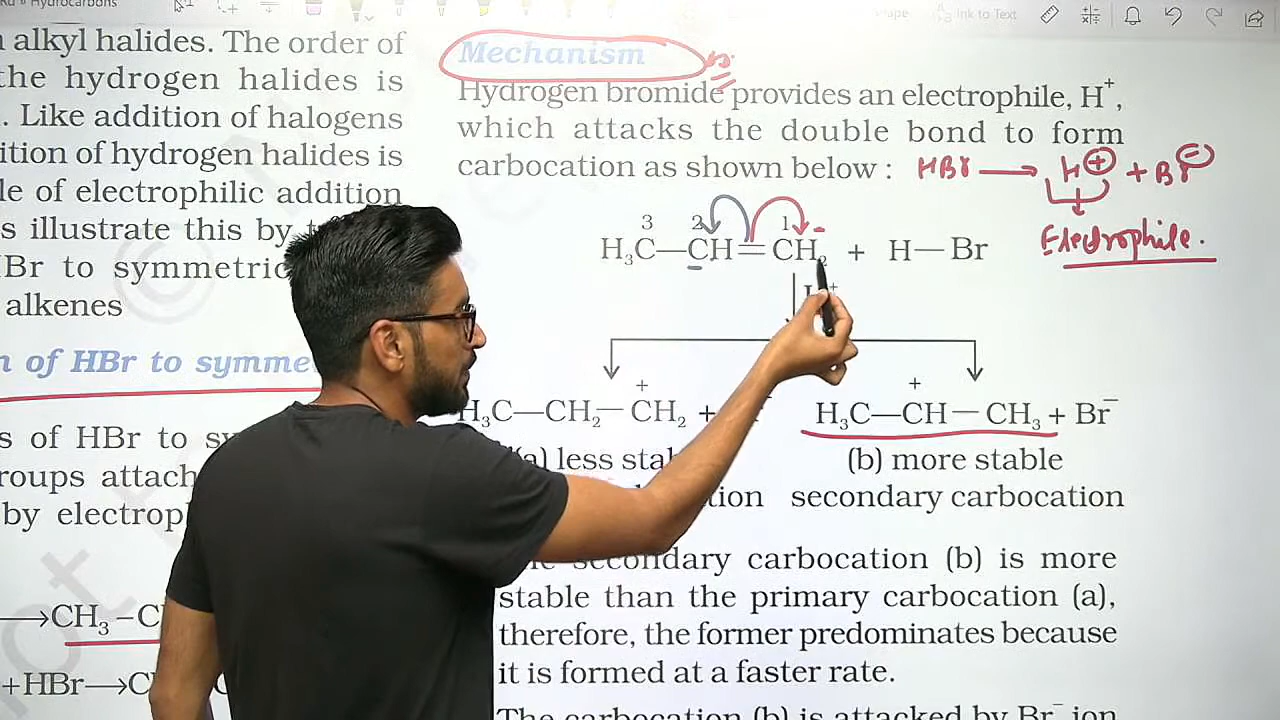 Hydrocarbons
Ink to Text
alkyl halides. The order of
the hydrogen halides is
. Like addition of halogens
ition of hydrogen halides is
le of electrophilic addition
s illustrate this by
HBr to symmetric
alkenes
n of HBr to symme
s of HBr to sy
roups attach
by electrop
⟶CH₃–C
+HBr⟶C
Mechanism
Hydrogen bromide provides an electrophile, H⁺,
which attacks the double bond to form
carbocation as shown below :
HBr ⟶ H⊕ + Br⊖
Electrophile.
3 2 1
H₃C—CH=CH₂ + H—Br
H₃C—CH₂—C⁺H₂ +
H₃C—C⁺H—CH₃ + Br⁻
(a) less sta
(b) more stable
tion secondary carbocation
secondary carbocation (b) is more
stable than the primary carbocation (a),
therefore, the former predominates because
it is formed at a faster rate.
The carbocation (b) is attacked by Br⁻ ion